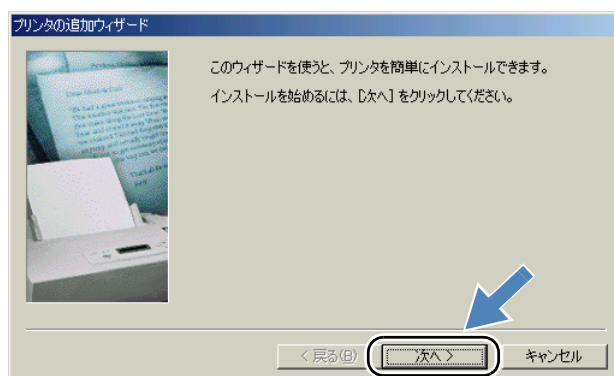 プリンタの追加ウィザード
このウィザードを使うと、プリンタを簡単にインストールできます。
インストールを始めるには、[次へ] をクリックしてください。
< 戻る(B)
次へ >
キャンセル